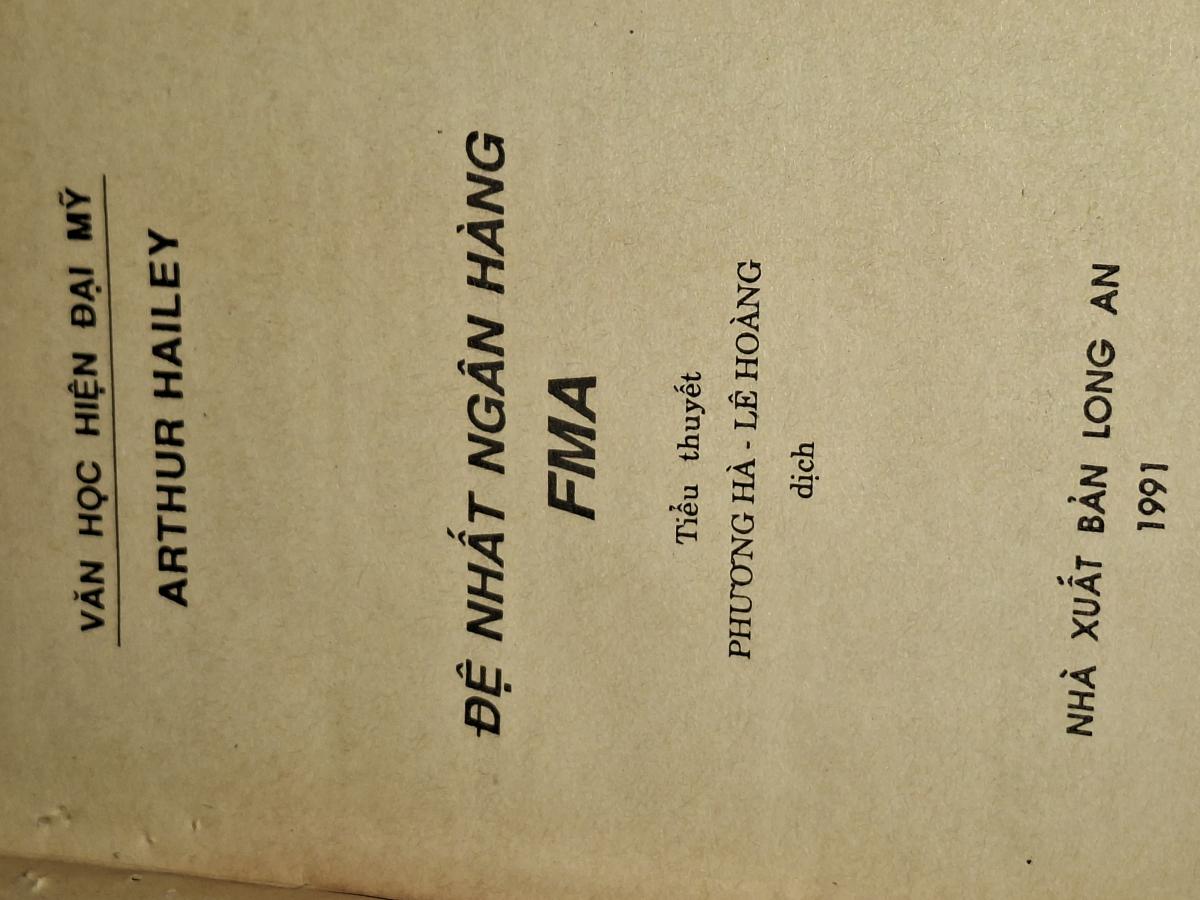 VĂN HỌC HIỆN ĐẠI MỸ
ARTHUR HAILEY
ĐỆ NHẤT NGÂN HÀNG
FMA
Tiểu thuyết
PHƯƠNG HÀ - LÊ HOÀNG
dịch
NHÀ XUẤT BẢN LONG AN
1991